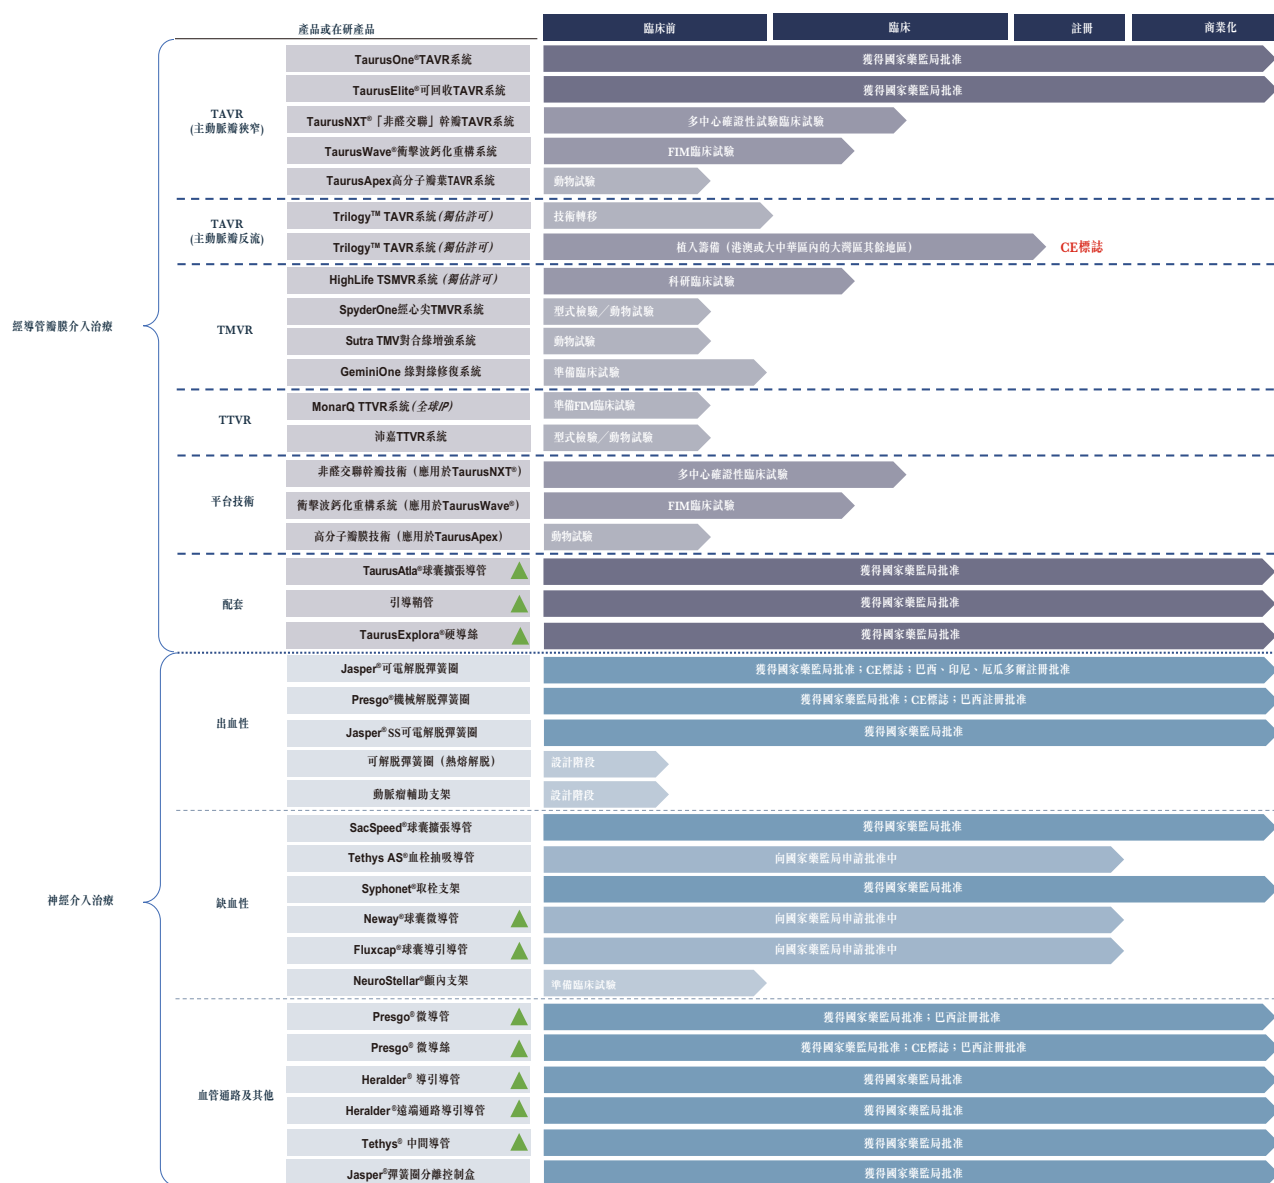 產品或在研產品 臨床前 臨床 註冊 商業化
經導管瓣膜介入治療
TAVR
(主動脈瓣狹窄)
TaurusOne®TAVR系統 獲得國家藥監局批准
TaurusElite®可回收TAVR系統 獲得國家藥監局批准
TaurusNXT®「非醛交聯」幹瓣TAVR系統 多中心確證性試驗臨床試驗
TaurusWave®衝擊波鈣化重構系統 FIM臨床試驗
TaurusApex高分子瓣葉TAVR系統 動物試驗
TAVR
(主動脈瓣反流)
Trilogy™ TAVR系統(獨佔許可) 技術轉移
Trilogy™ TAVR系統(獨佔許可) 植入籌備（港澳或大中華區內的大灣區其餘地區） CE標誌
TMVR
HighLife TSMVR系統 (獨佔許可) 科研臨床試驗
SpyderOne經心尖TMVR系統 型式檢驗／動物試驗
Sutra TMV對合緣增強系統 動物試驗
GeminiOne 緣對緣修復系統 準備臨床試驗
TTVR
MonarQ TTVR系統(全球IP) 準備FIM臨床試驗
沛嘉TTVR系統 型式檢驗／動物試驗
平台技術
非醛交聯幹瓣技術（應用於TaurusNXT®） 多中心確證性臨床試驗
衝擊波鈣化重構系統（應用於TaurusWave®） FIM臨床試驗
高分子瓣膜技術（應用於TaurusApex） 動物試驗
配套
TaurusAtla®球囊擴張導管 獲得國家藥監局批准
引導鞘管 獲得國家藥監局批准
TaurusExplora®硬導絲 獲得國家藥監局批准
神經介入治療
出血性
Jasper®可電解脫彈簧圈 獲得國家藥監局批准；CE標誌；巴西、印尼、厄瓜多爾註冊批准
Presgo®機械解脫彈簧圈 獲得國家藥監局批准；CE標誌；巴西註冊批准
Jasper®SS可電解脫彈簧圈 獲得國家藥監局批准
可解脫彈簧圈（熱熔解脫） 設計階段
動脈瘤輔助支架 設計階段
缺血性
SacSpeed®球囊擴張導管 獲得國家藥監局批准
Tethys AS®血栓抽吸導管 向國家藥監局申請批准中
Syphonet®取栓支架 獲得國家藥監局批准
Neway®球囊微導管 向國家藥監局申請批准中
Fluxcap®球囊導引導管 向國家藥監局申請批准中
NeuroStellar®顱內支架 準備臨床試驗
血管通路及其他
Presgo®微導管 獲得國家藥監局批准；巴西註冊批准
Presgo® 微導絲 獲得國家藥監局批准；CE標誌；巴西註冊批准
Heralder® 導引導管 獲得國家藥監局批准
Heralder®遠端通路導引導管 獲得國家藥監局批准
Tethys® 中間導管 獲得國家藥監局批准
Jasper®彈簧圈分離控制盒 獲得國家藥監局批准